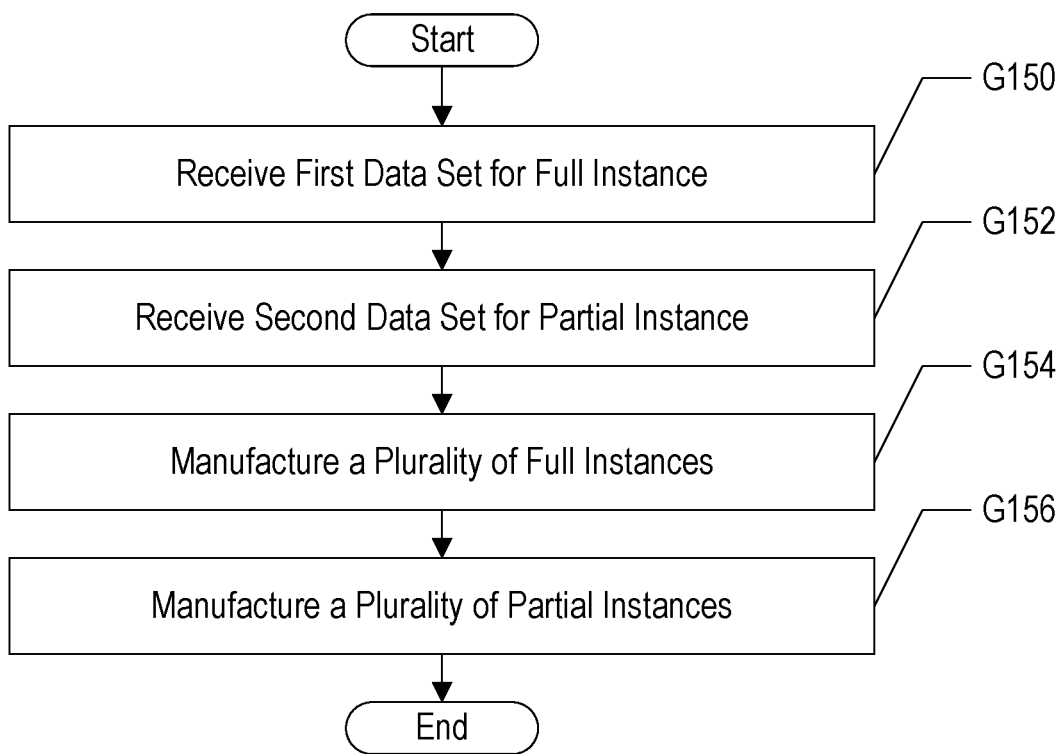 Start
G150
Receive First Data Set for Full Instance
G152
Receive Second Data Set for Partial Instance
G154
Manufacture a Plurality of Full Instances
G156
Manufacture a Plurality of Partial Instances
End